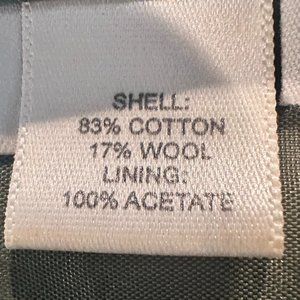 SHELL:
83% COTTON
17% WOOL
LINING:
100% ACETATE